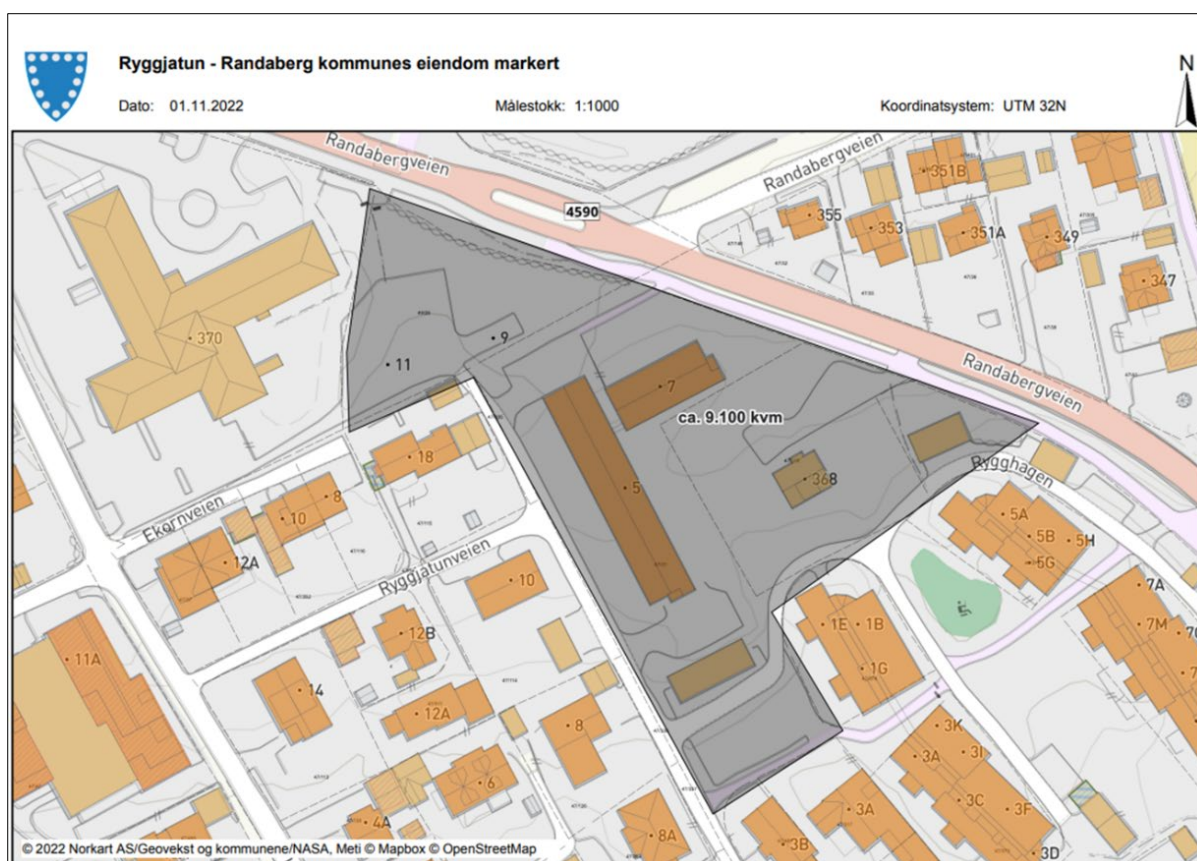 Ryggjatun - Randaberg kommunes eiendom markert
Dato: 01.11.2022 Målestokk: 1:1000 Koordinatsystem: UTM 32N
N
Randabergveien
Randabergveien
4590
351B
355
353
351A
349
347
370
9
11
7
Randabergveien
ca. 9.100 kvm
18
5
368
Rygghagen
8
10
Ekornveien
12A
5A
5B
5H
5G
Ryggjatunveien
10
7A
7M
12B
1E
1B
11A
1G
14
12A
8
3K
3A
3I
6
3C
3F
4A
3A
8A
3B
3D
© 2022 Norkart AS/Geovekst og kommunene/NASA, Meti © Mapbox © OpenStreetMap